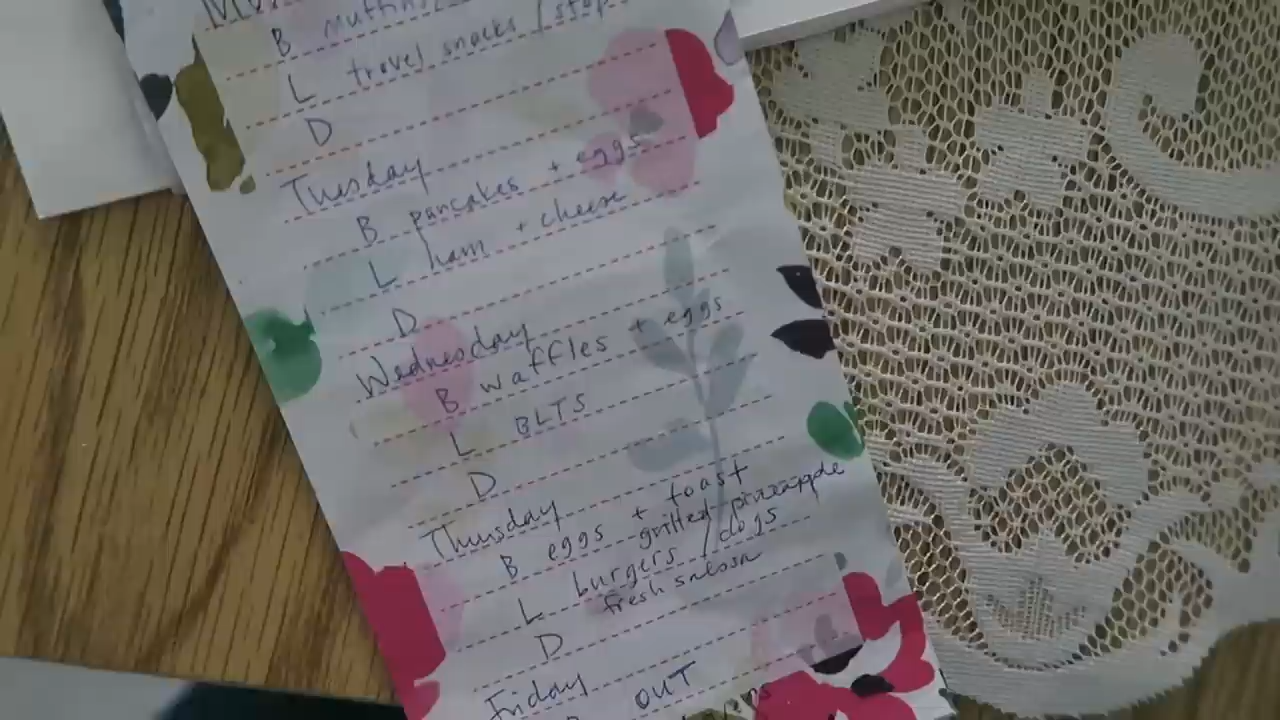 B muffins
L travel snacks / stop
D
Tuesday
B pancakes + eggs
L ham + cheese
D
Wednesday
B waffles + eggs
L BLTS
D
Thursday
B eggs + toast
grilled pineapple
L burgers / dogs
fresh salsa
D
Friday
B OUT